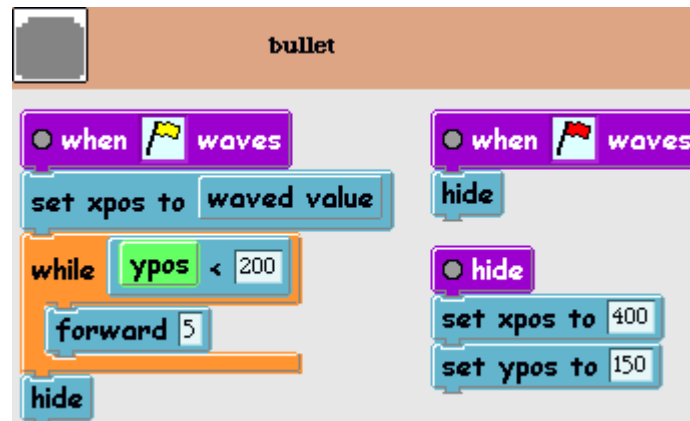 bullet
when waves
set xpos to waved value
while ypos < 200
forward 5
hide
when waves
hide
hide
set xpos to 400
set ypos to 150